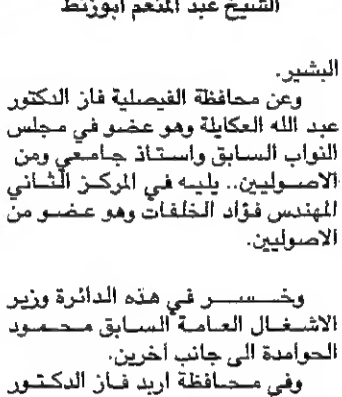 الشيخ عبد المنعم ابوزنط
البشير.
وعن محافظة الفيصلية فاز الدكتور
عبد الله العكايلة وهو عضو في مجلس
النواب السابق واستاذ جامعي ومن
الاصوليين.. يليه في المركز الثاني
المهندس فؤاد الخلفات وهو عضو من
الاصوليين.
وخسر في هذه الدائرة وزير
الاشغال العامة السابق محمود
الحوامدة الى جانب آخرين.
وفي محافظة اربد فاز الدكتور